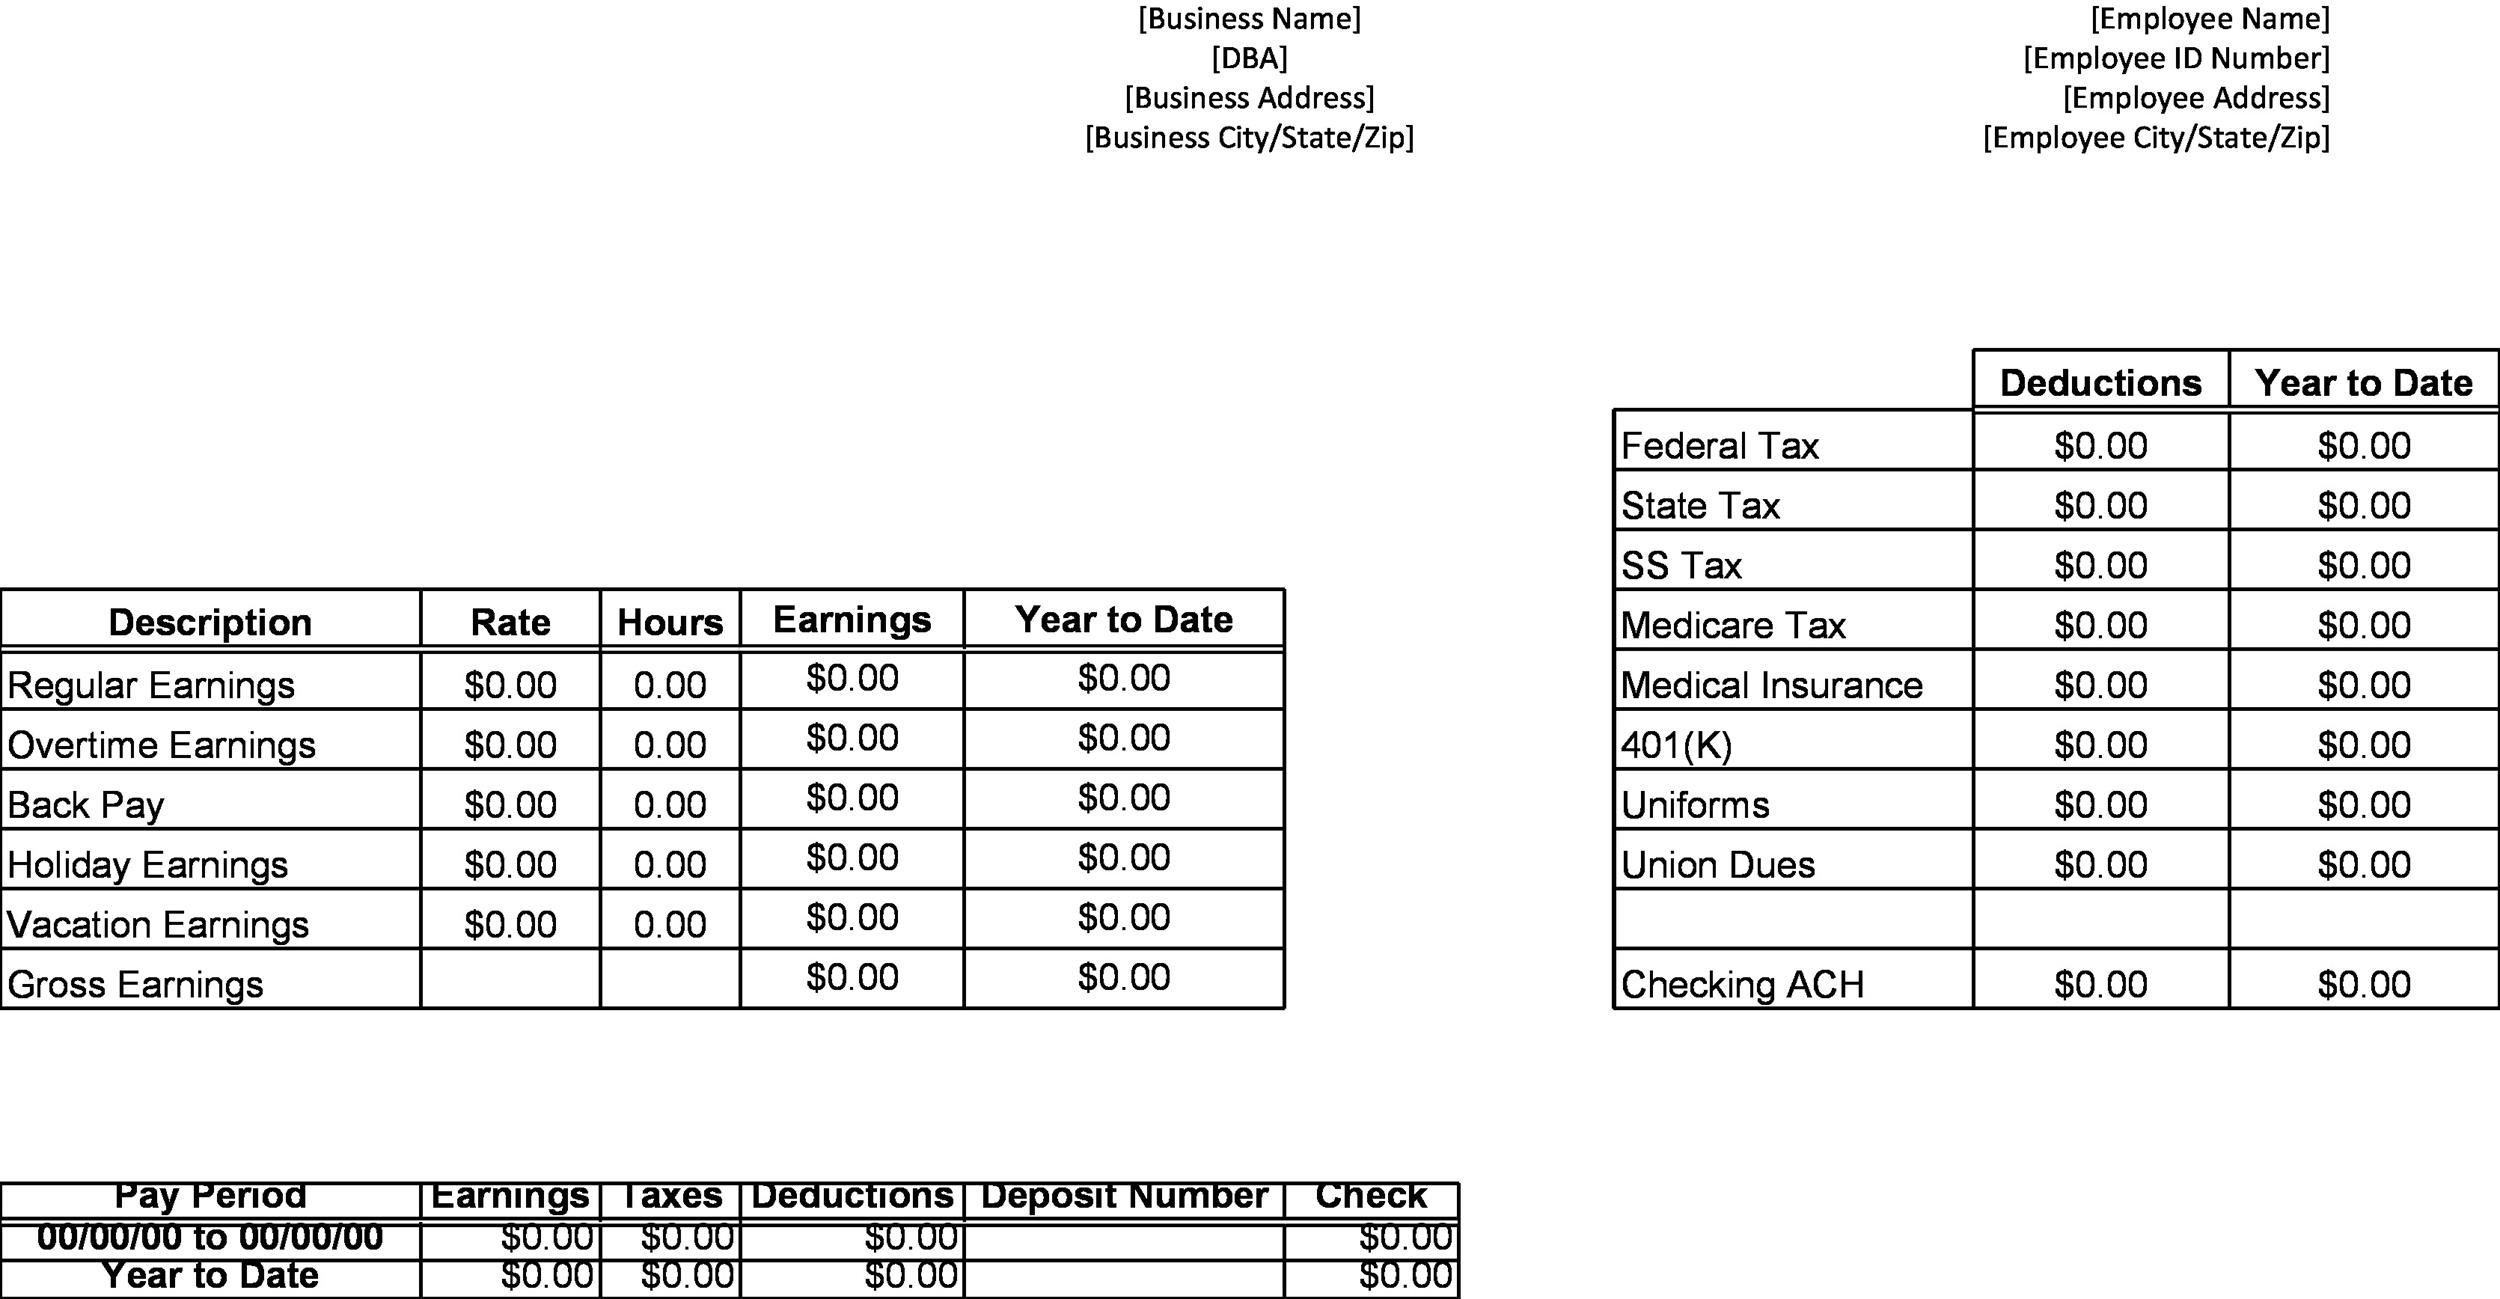 [Business Name]
[DBA]
[Business Address]
[Business City/State/Zip]
[Employee Name]
[Employee ID Number]
[Employee Address]
[Employee City/State/Zip]
Description Rate Hours Earnings Year to Date
Regular Earnings $0.00 0.00 $0.00 $0.00
Overtime Earnings $0.00 0.00 $0.00 $0.00
Back Pay $0.00 0.00 $0.00 $0.00
Holiday Earnings $0.00 0.00 $0.00 $0.00
Vacation Earnings $0.00 0.00 $0.00 $0.00
Gross Earnings $0.00 $0.00
Deductions Year to Date
Federal Tax $0.00 $0.00
State Tax $0.00 $0.00
SS Tax $0.00 $0.00
Medicare Tax $0.00 $0.00
Medical Insurance $0.00 $0.00
401(K) $0.00 $0.00
Uniforms $0.00 $0.00
Union Dues $0.00 $0.00
Checking ACH $0.00 $0.00
Pay Period Earnings Taxes Deductions Deposit Number Check
00/00/00 to 00/00/00 $0.00 $0.00 $0.00 $0.00
Year to Date $0.00 $0.00 $0.00 $0.00